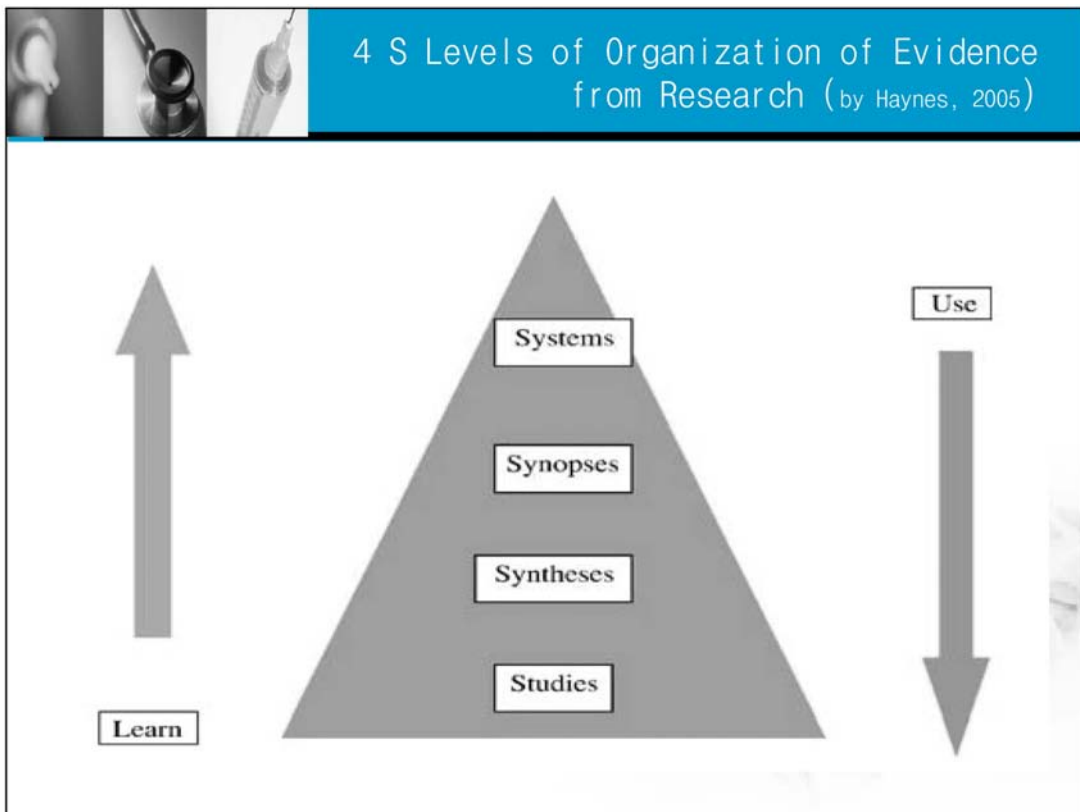 4 S Levels of Organization of Evidence
from Research (by Haynes, 2005)
Use
Systems
Synopses
Syntheses
Studies
Learn